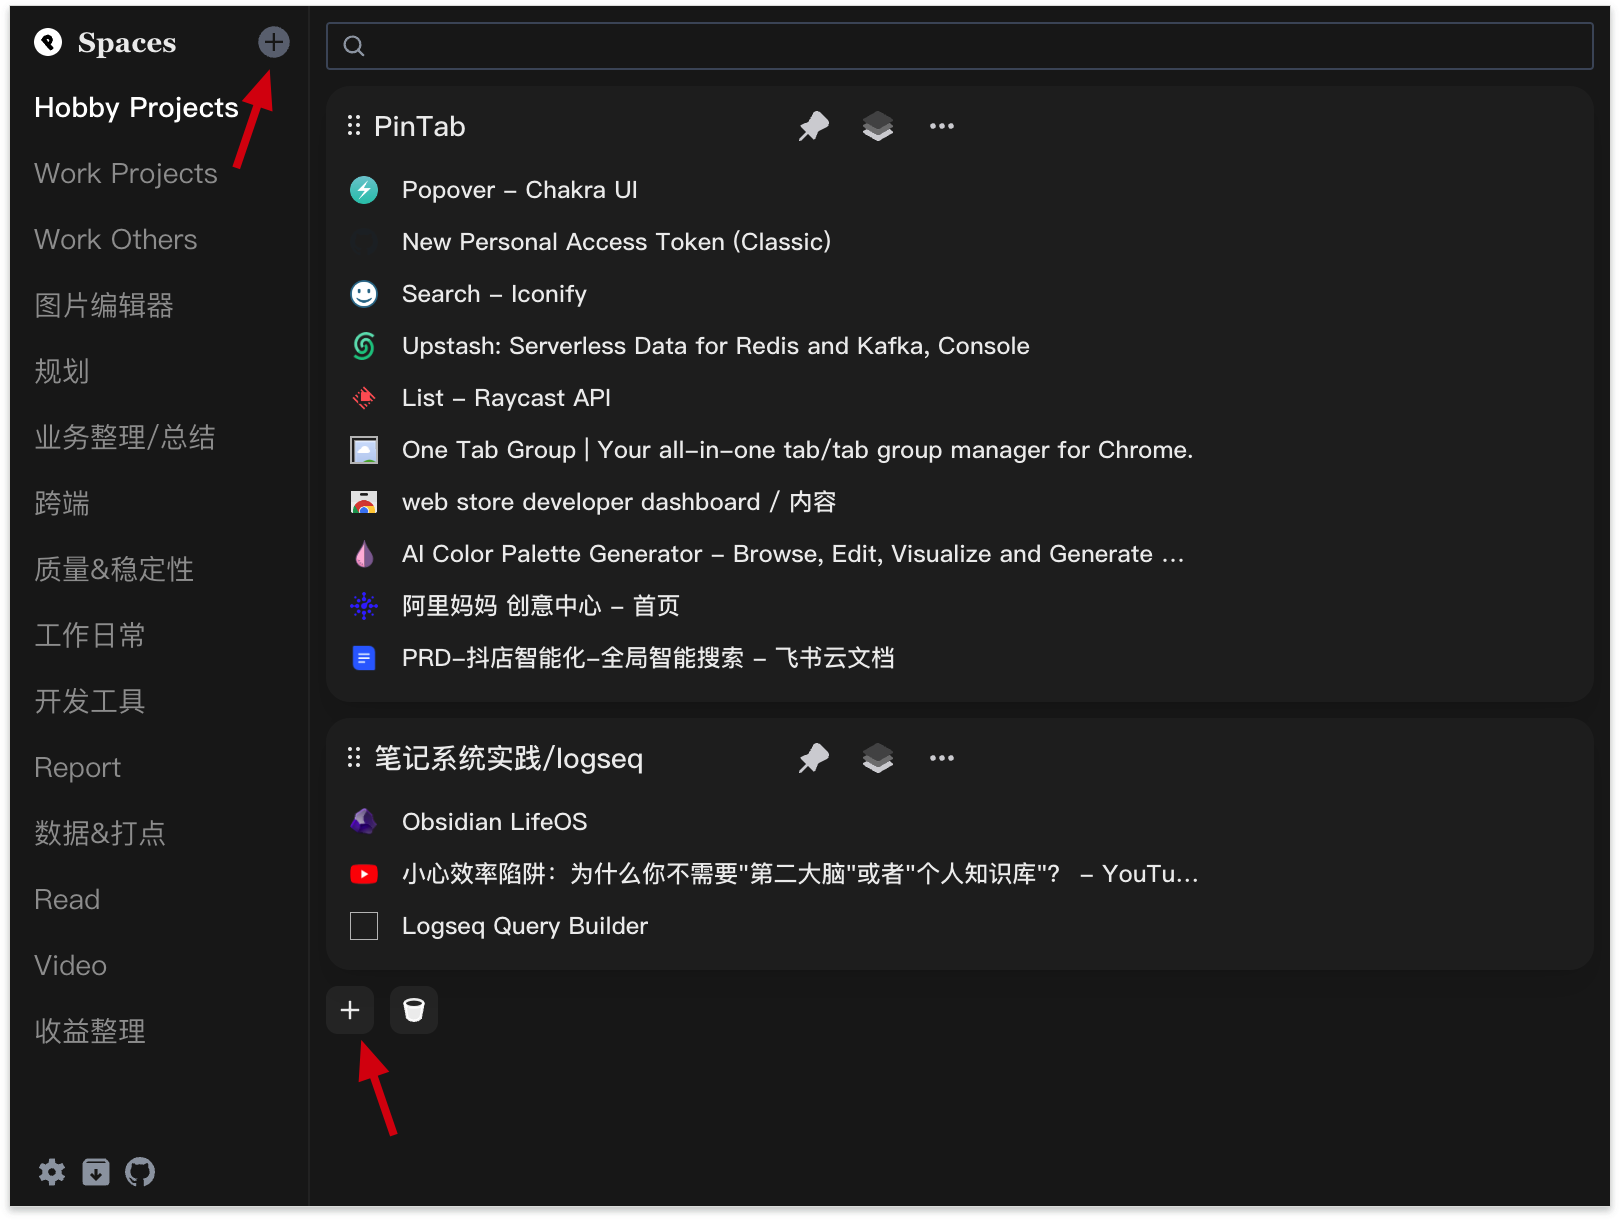 Spaces
Hobby Projects
Work Projects
Work Others
图片编辑器
规划
业务整理/总结
跨端
质量&稳定性
工作日常
开发工具
Report
数据&打点
Read
Video
收益整理
PinTab
Popover – Chakra UI
New Personal Access Token (Classic)
Search – Iconify
Upstash: Serverless Data for Redis and Kafka, Console
List – Raycast API
One Tab Group | Your all–in–one tab/tab group manager for Chrome.
web store developer dashboard / 内容
AI Color Palette Generator – Browse, Edit, Visualize and Generate ...
阿里妈妈 创意中心 – 首页
PRD–抖店智能化–全局智能搜索 – 飞书云文档
笔记系统实践/logseq
Obsidian LifeOS
小心效率陷阱：为什么你不需要"第二大脑"或者"个人知识库"？ – YouTu...
Logseq Query Builder